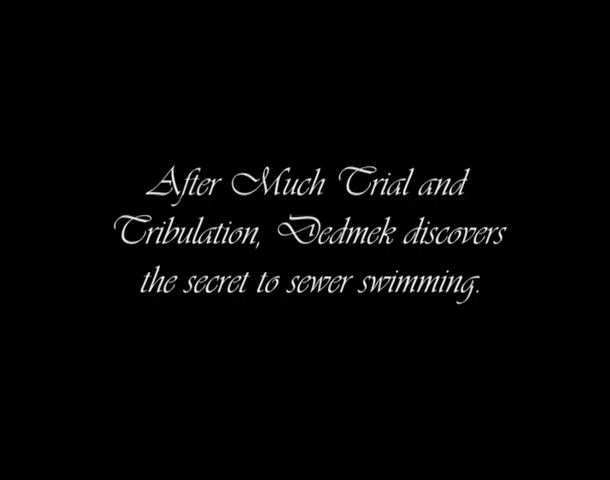 After Much Trial and
Tribulation, Dedmek discovers
the secret to sewer swimming.